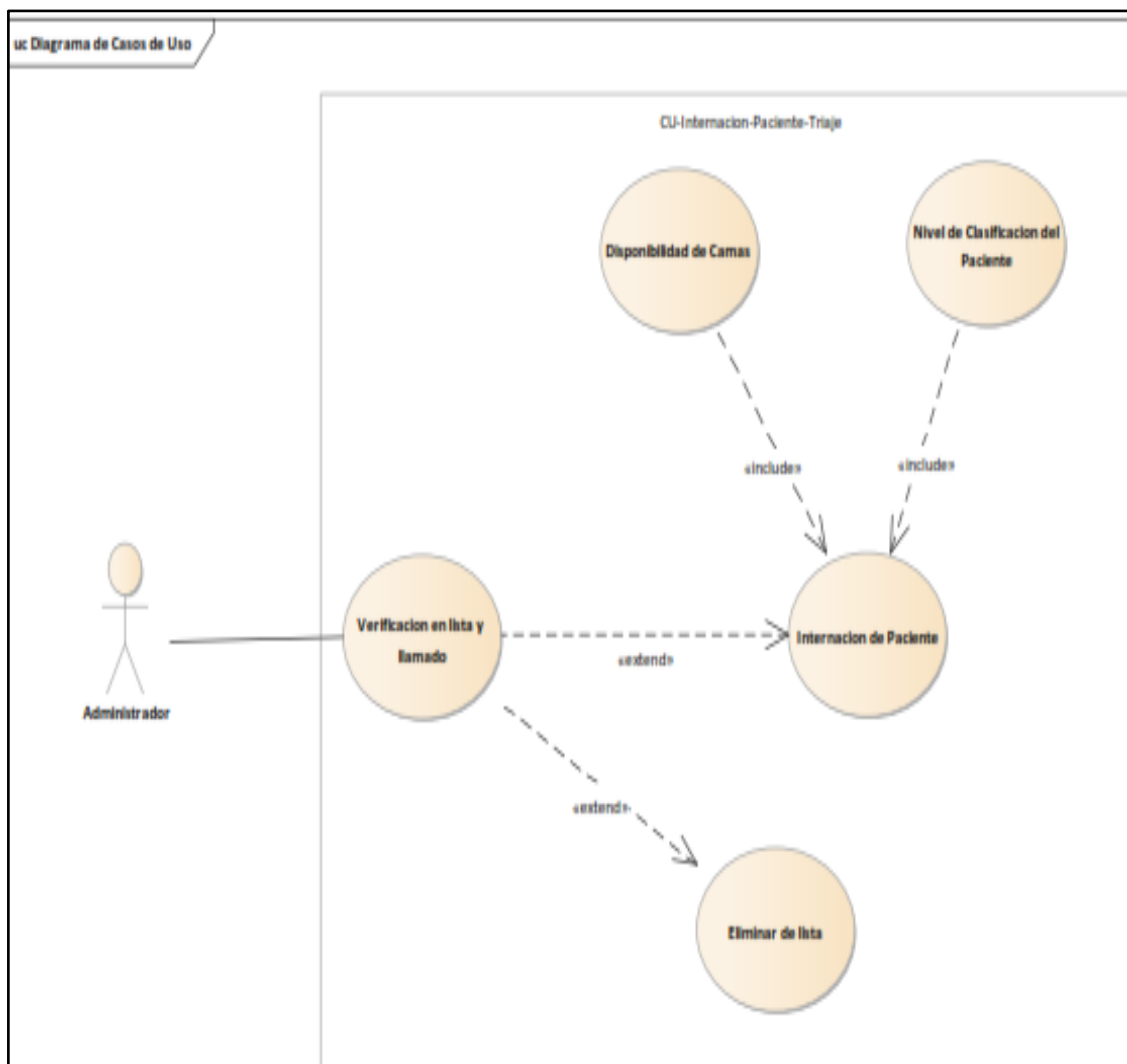 uc Diagrama de Casos de Uso
CU-Internacion-Paciente-Triaje
Disponibilidad de Camas
Nivel de Clasificacion del
Paciente
«include»
«include»
Verificacion en lista y
llamado
Internacion de Paciente
«extend»
Administrador
«extend»
Eliminar de lista